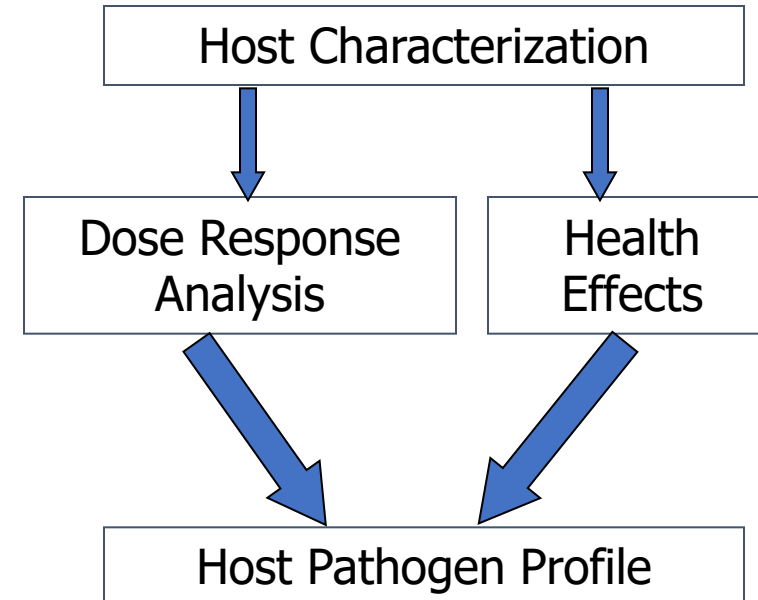 Host Characterization
Dose Response
Analysis
Health
Effects
Host Pathogen Profile